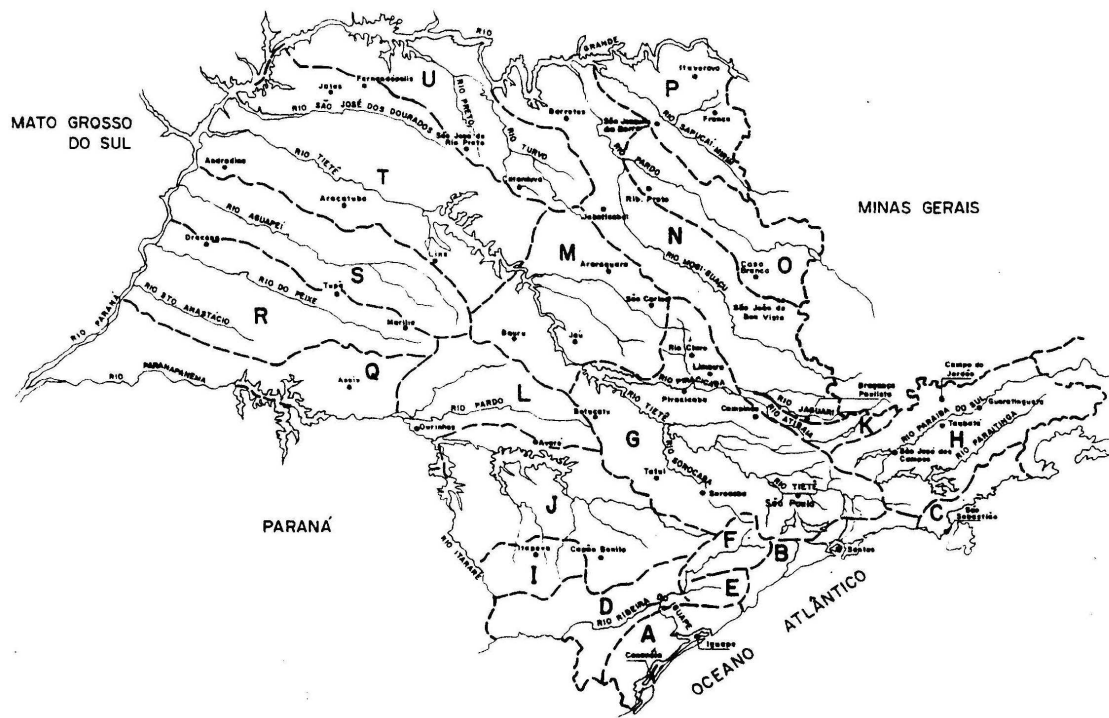 RIO
GRANDE
U
P
Ituverava
Jales
Fernandópolis
RIO PRETO
Barretos
Franca
MATO GROSSO
DO SUL
RIO SÃO JOSÉ DOS DOURADOS
São José do
Rio Preto
RIO TURVO
São Joaquim
da Barra
RIO SAPUCAÍ-MIRIM
RIO PARDO
Andradina
RIO TIETÊ
T
Catanduva
Rib. Preto
Araçatuba
Jaboticabal
MINAS GERAIS
RIO AGUAPEÍ
Dracena
Lins
M
Araraquara
N
O
Casa
Branca
RIO MOGI-GUAÇU
S
RIO DO PEIXE
Tupã
São Carlos
São João da
Boa Vista
RIO PARANÁ
RIO STO ANASTÁCIO
R
Marília
Bauru
Jaú
Rio Claro
Limeira
RIO
PARANAPANEMA
Q
Assis
RIO PIRACICABA
Piracicaba
Bragança
Paulista
Campos do
Jordão
RIO JAGUARI
RIO ATIBAIA
Campinas
K
Guaratinguetá
L
RIO TIETÊ
Botucatu
RIO PARDO
Ourinhos
Avaré
G
RIO PARAÍBA DO SUL
Taubaté
H
RIO PARAITINGA
São José dos
Campos
RIO SOROCABA
Tatuí
Sorocaba
RIO TIETÊ
São Paulo
C
São
Sebastião
J
PARANÁ
RIO ITARARÉ
F
B
Santos
Itapeva
Capão Bonito
I
E
D
RIO RIBEIRA DO
IGUAPE
A
Iguape
Cananéia
OCEANO
ATLÂNTICO